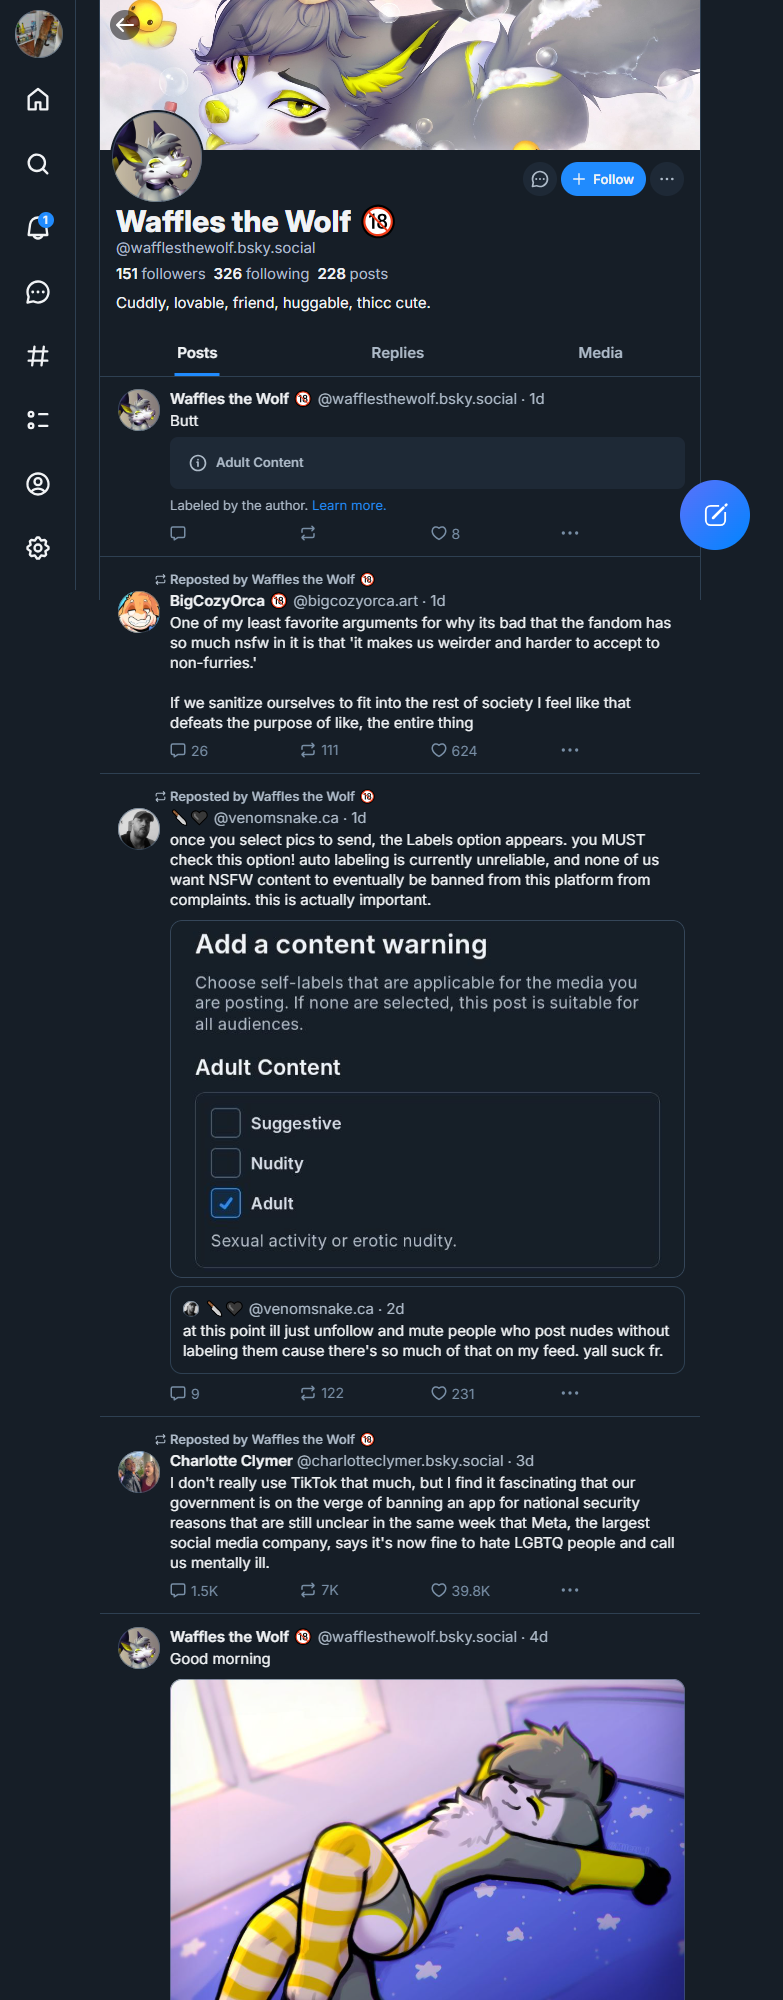 1
Follow
Waffles the Wolf 🔞
@wafflesthewolf.bsky.social
151 followers 326 following 228 posts
Cuddly, lovable, friend, huggable, thicc cute.
Posts Replies Media
Waffles the Wolf 🔞 @wafflesthewolf.bsky.social · 1d
Butt
Adult Content
Labeled by the author. Learn more.
8
Reposted by Waffles the Wolf 🔞
BigCozyOrca 🔞 @bigcozyorca.art · 1d
One of my least favorite arguments for why its bad that the fandom has
so much nsfw in it is that 'it makes us weirder and harder to accept to
non-furries.'
If we sanitize ourselves to fit into the rest of society I feel like that
defeats the purpose of like, the entire thing
26 111 624
Reposted by Waffles the Wolf 🔞
🔪🖤 @venomsnake.ca · 1d
once you select pics to send, the Labels option appears. you MUST
check this option! auto labeling is currently unreliable, and none of us
want NSFW content to eventually be banned from this platform from
complaints. this is actually important.
Add a content warning
Choose self-labels that are applicable for the media you
are posting. If none are selected, this post is suitable for
all audiences.
Adult Content
Suggestive
Nudity
Adult
Sexual activity or erotic nudity.
🔪🖤 @venomsnake.ca · 2d
at this point ill just unfollow and mute people who post nudes without
labeling them cause there's so much of that on my feed. yall suck fr.
9 122 231
Reposted by Waffles the Wolf 🔞
Charlotte Clymer @charlotteclymer.bsky.social · 3d
I don't really use TikTok that much, but I find it fascinating that our
government is on the verge of banning an app for national security
reasons that are still unclear in the same week that Meta, the largest
social media company, says it's now fine to hate LGBTQ people and call
us mentally ill.
1.5K 7K 39.8K
Waffles the Wolf 🔞 @wafflesthewolf.bsky.social · 4d
Good morning